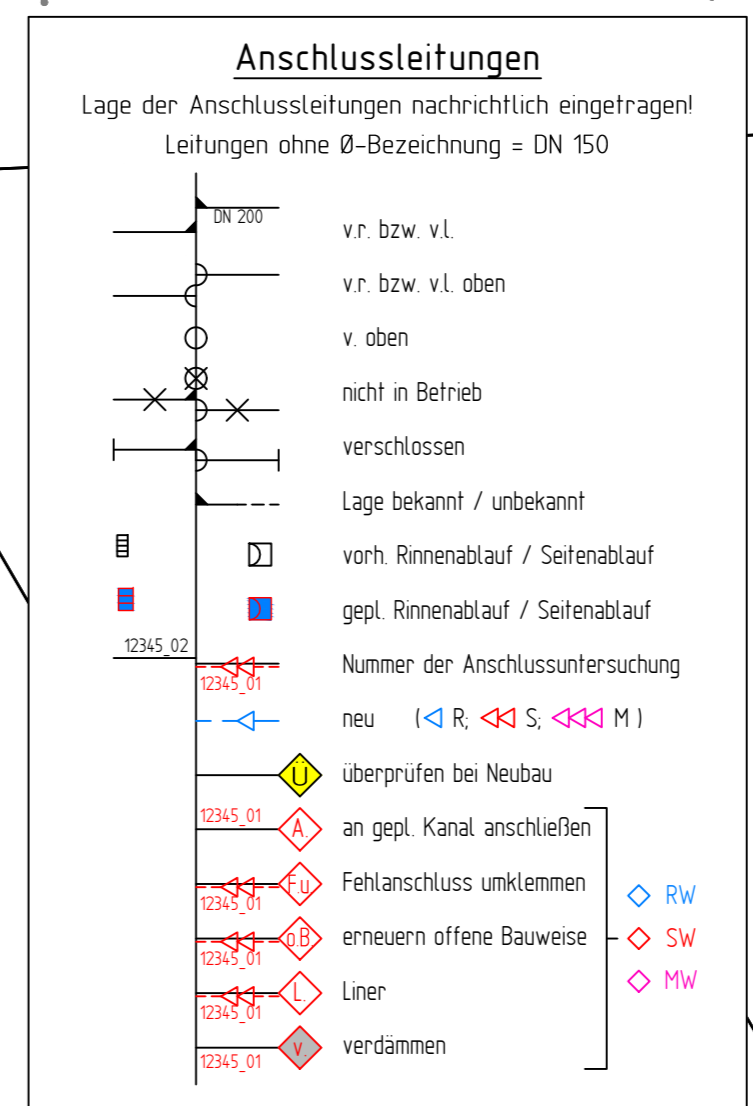 Anschlussleitungen
Lage der Anschlussleitungen nachrichtlich eingetragen!
Leitungen ohne Ø-Bezeichnung = DN 150
DN 200
v.r. bzw. v.l.
v.r. bzw. v.l. oben
v. oben
nicht in Betrieb
verschlossen
Lage bekannt / unbekannt
vorh. Rinnenablauf / Seitenablauf
gepl. Rinnenablauf / Seitenablauf
12345_02
12345_01 Nummer der Anschlussuntersuchung
neu ( R; S; M )
Ü überprüfen bei Neubau
12345_01 A. an gepl. Kanal anschließen
12345_01 F.u Fehlanschluss umklemmen
12345_01 o.B. erneuern offene Bauweise
12345_01 L. Liner
12345_01 v. verdämmen
RW
SW
MW